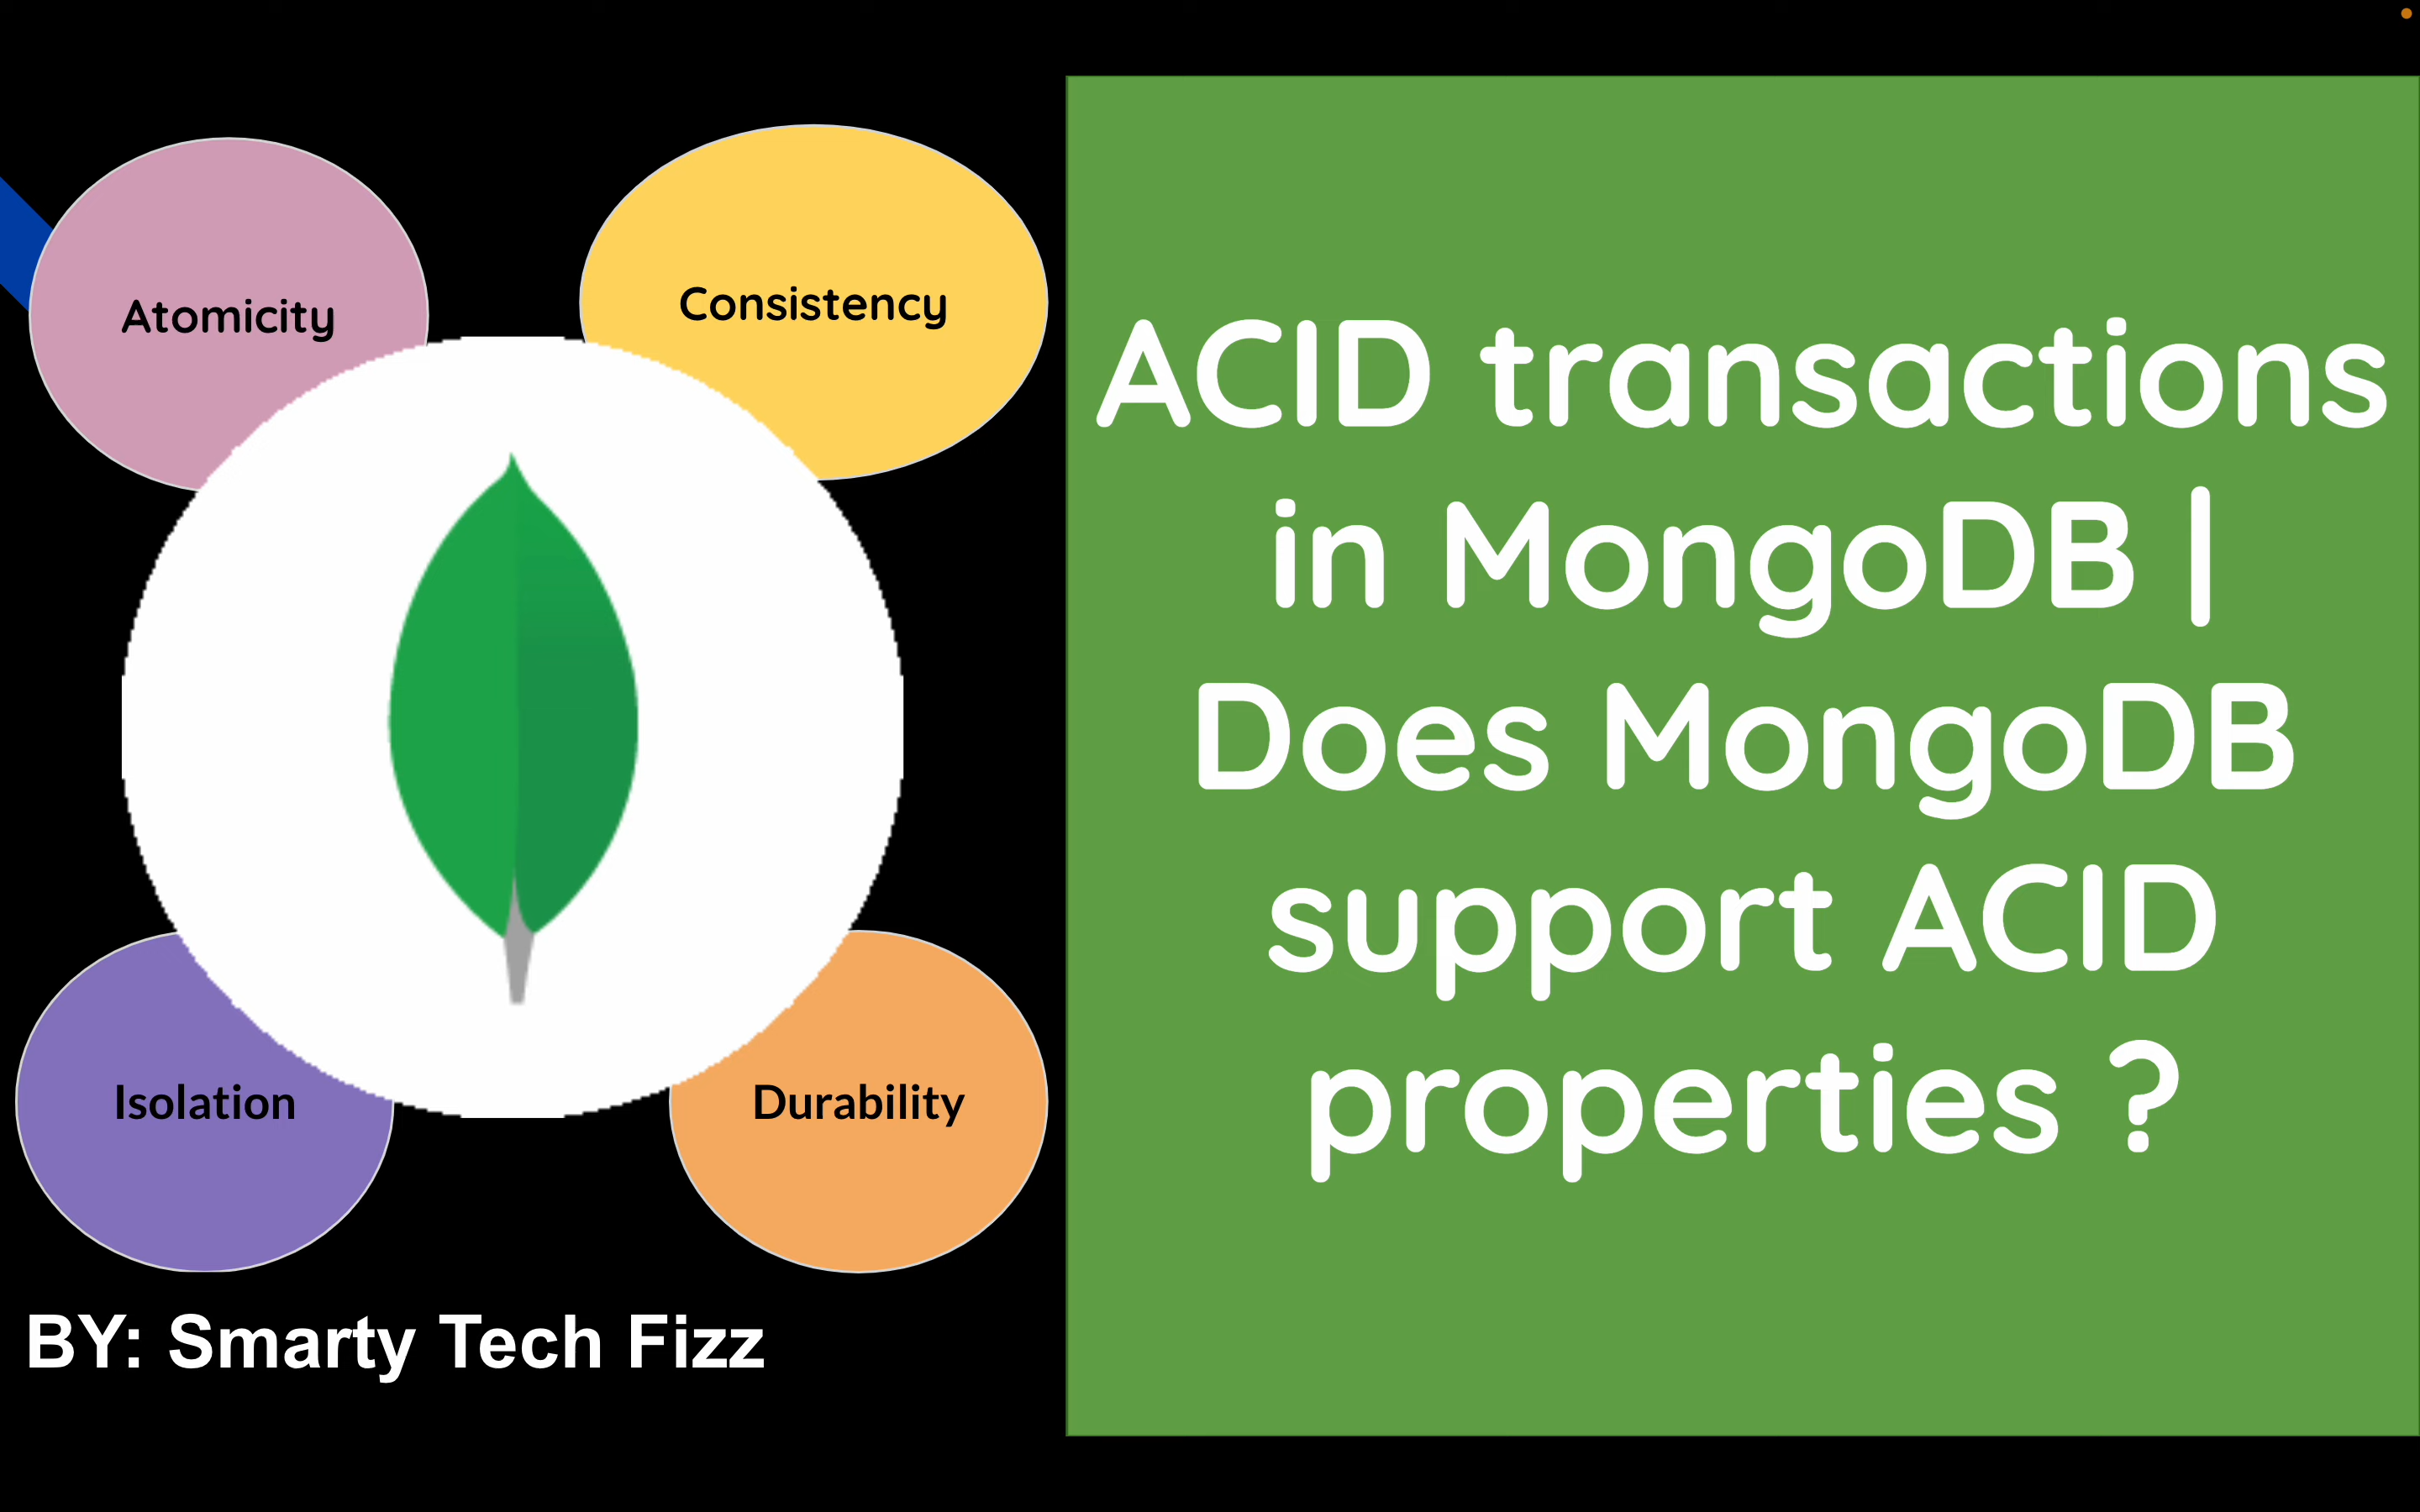 Atomicity
Consistency
Isolation
Durability
BY: Smarty Tech Fizz
ACID transactions
in MongoDB |
Does MongoDB
support ACID
properties ?